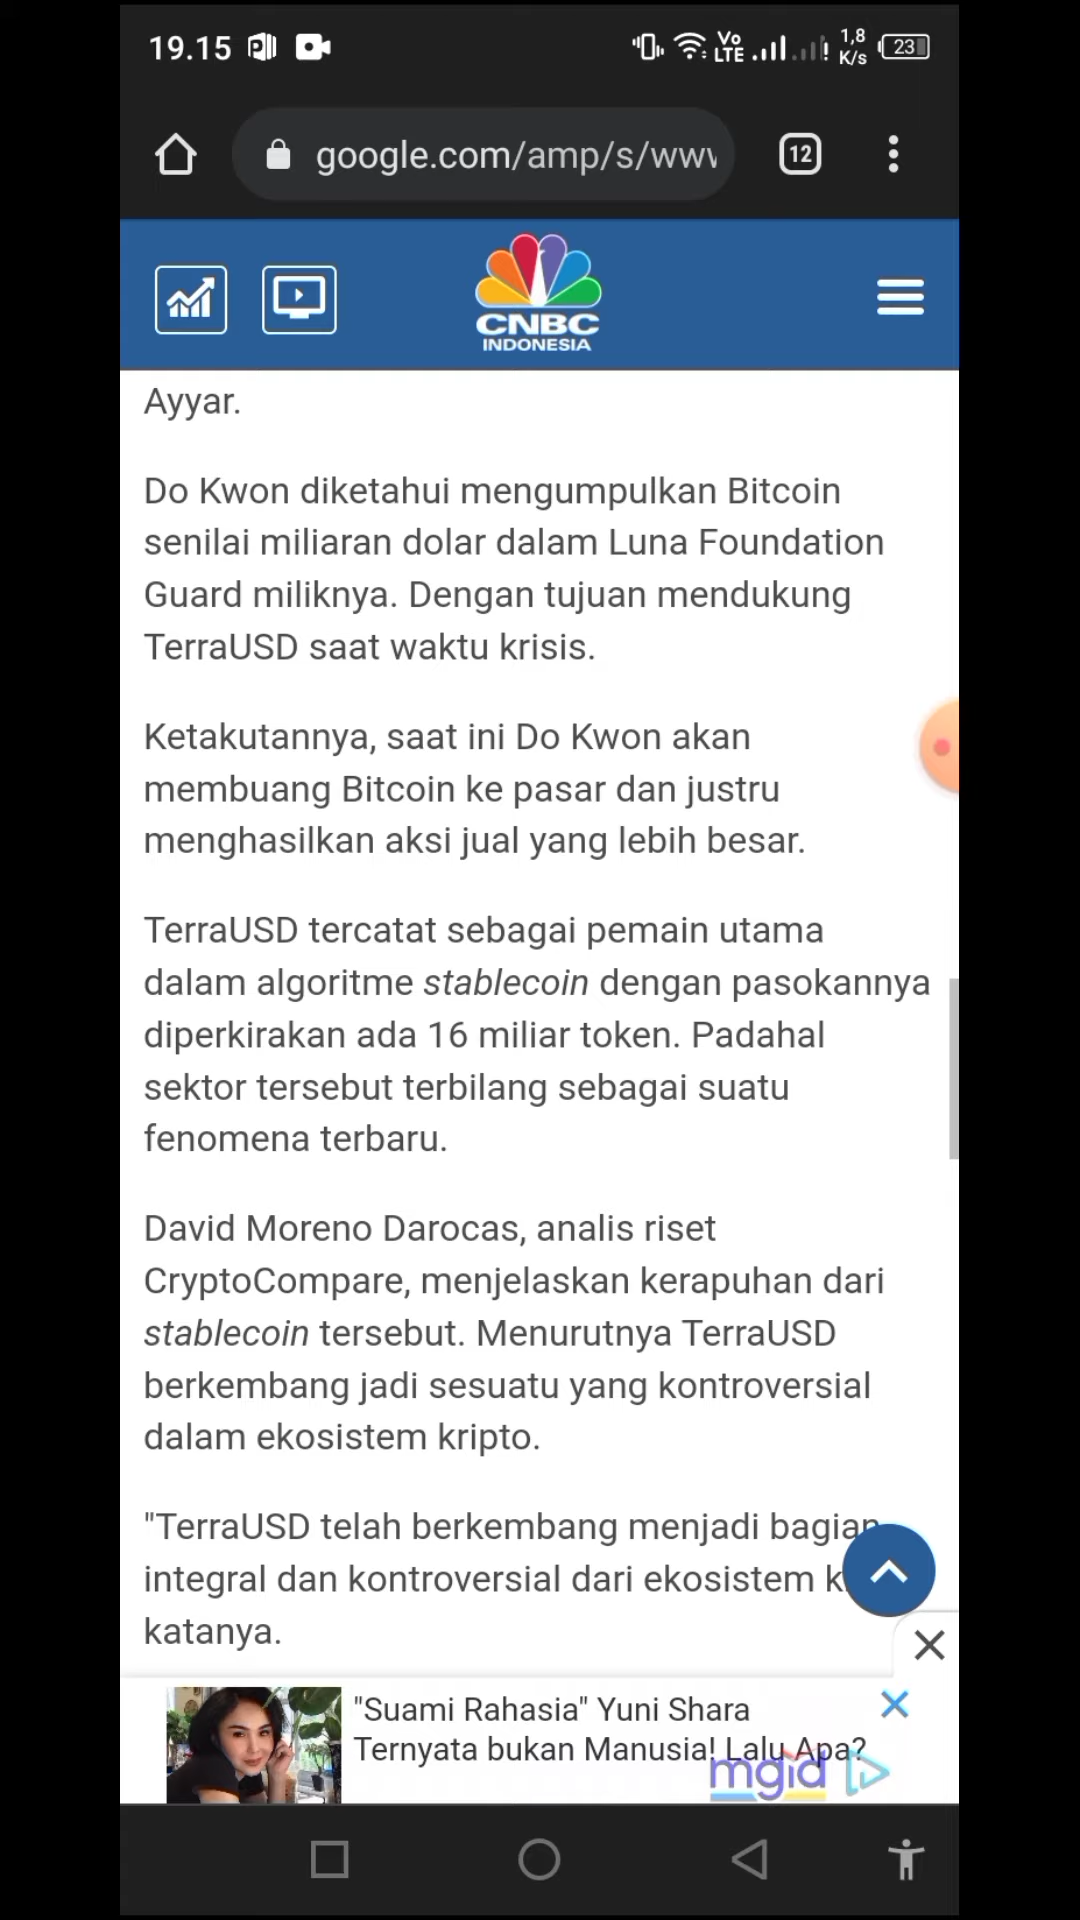 19.15
Vo
LTE
1,8
K/s
23
google.com/amp/s/www
12
CNBC
INDONESIA
Ayyar.
Do Kwon diketahui mengumpulkan Bitcoin
senilai miliaran dolar dalam Luna Foundation
Guard miliknya. Dengan tujuan mendukung
TerraUSD saat waktu krisis.
Ketakutannya, saat ini Do Kwon akan
membuang Bitcoin ke pasar dan justru
menghasilkan aksi jual yang lebih besar.
TerraUSD tercatat sebagai pemain utama
dalam algoritme stablecoin dengan pasokannya
diperkirakan ada 16 miliar token. Padahal
sektor tersebut terbilang sebagai suatu
fenomena terbaru.
David Moreno Darocas, analis riset
CryptoCompare, menjelaskan kerapuhan dari
stablecoin tersebut. Menurutnya TerraUSD
berkembang jadi sesuatu yang kontroversial
dalam ekosistem kripto.
"TerraUSD telah berkembang menjadi bagian
integral dan kontroversial dari ekosistem
katanya.
"Suami Rahasia" Yuni Shara
Ternyata bukan Manusia! Lalu Apa?
mgid